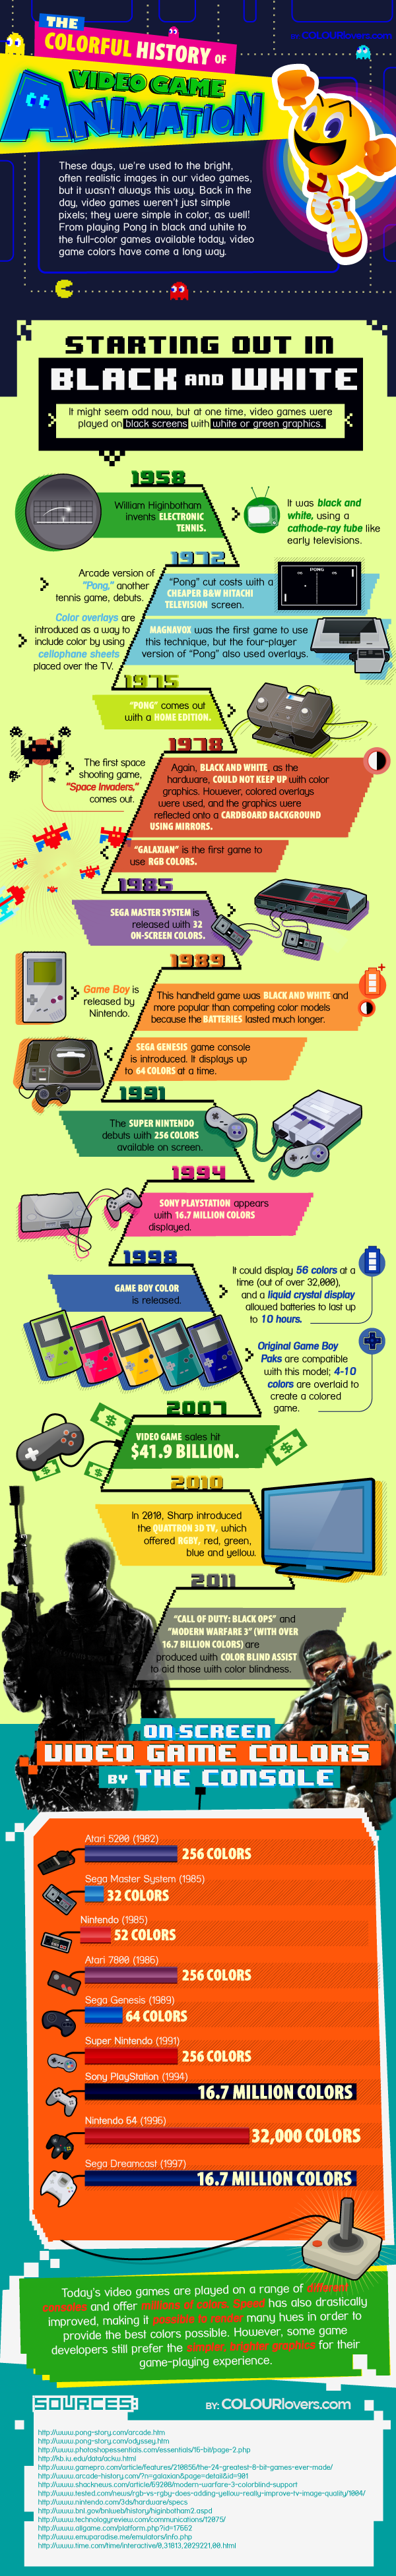 BY COLOURlovers.com
THE
COLORFUL HISTORY OF
VIDEO GAME
ANIMATION
These days, we're used to the bright,
often realistic images in our video games,
but it wasn't always this way. Back in the
day, video games weren't just simple
pixels; they were simple in color, as well!
From playing Pong in black and white to
the full-color games available today, video
game colors have come a long way.
STARTING OUT IN
BLACK AND WHITE
It might seem odd now, but at one time, video games were
played on black screens with white or green graphics.
1958
William Higinbotham
invents ELECTRONIC
TENNIS.
It was black and
white, using a
cathode-ray tube like
early televisions.
1972
Arcade version of
"Pong," another
tennis game, debuts.
"Pong" cut costs with a
CHEAPER B&W HITACHI
TELEVISION screen.
PONG
Color overlays are
introduced as a way to
include color by using
cellophane sheets
placed over the TV.
MAGNAVOX was the first game to use
this technique, but the four-player
version of "Pong" also used overlays.
1975
"PONG" comes out
with a HOME EDITION.
1978
The first space
shooting game,
"Space Invaders,"
comes out.
Again, BLACK AND WHITE, as the
hardware, COULD NOT KEEP UP with color
graphics. However, colored overlays
were used, and the graphics were
reflected onto a CARDBOARD BACKGROUND
USING MIRRORS.
"GALAXIAN" is the first game to
use RGB COLORS.
1985
SEGA MASTER SYSTEM is
released with 32
ON-SCREEN COLORS.
1989
Game Boy is
released by
Nintendo.
This handheld game was BLACK AND WHITE and
more popular than competing color models
because the BATTERIES lasted much longer.
SEGA GENESIS game console
is introduced. It displays up
to 64 COLORS at a time.
1991
The SUPER NINTENDO
debuts with 256 COLORS
available on screen.
1994
SONY PLAYSTATION appears
with 16.7 MILLION COLORS
displayed.
1998
GAME BOY COLOR
is released.
It could display 56 colors at a
time (out of over 32,000),
and a liquid crystal display
allowed batteries to last up
to 10 hours.
Original Game Boy
Paks are compatible
with this model; 4-10
colors are overlaid to
create a colored
game.
2007
VIDEO GAME sales hit
$41.9 BILLION.
2010
In 2010, Sharp introduced
the QUATTRON 3D TV, which
offered RGBY, red, green,
blue and yellow.
2011
"CALL OF DUTY: BLACK OPS" and
"MODERN WARFARE 3" (WITH OVER
16.7 BILLION COLORS) are
produced with COLOR BLIND ASSIST
to aid those with color blindness.
ON-SCREEN
VIDEO GAME COLORS
BY THE CONSOLE
Atari 5200 (1982)
256 COLORS
Sega Master System (1985)
32 COLORS
Nintendo (1985)
52 COLORS
Atari 7800 (1986)
256 COLORS
Sega Genesis (1989)
64 COLORS
Super Nintendo (1991)
256 COLORS
Sony PlayStation (1994)
16.7 MILLION COLORS
Nintendo 64 (1996)
32,000 COLORS
Sega Dreamcast (1997)
16.7 MILLION COLORS
Today's video games are played on a range of different
consoles and offer millions of colors. Speed has also drastically
improved, making it possible to render many hues in order to
provide the best colors possible. However, some game
developers still prefer the simpler, brighter graphics for their
game-playing experience.
SOURCES:
BY: COLOURlovers.com
http://www.pong-story.com/arcade.htm
http://www.pong-story.com/odyssey.htm
http://www.photoshopessentials.com/essentials/16-bit/page-2.php
http://kb.iu.edu/data/ackw.html
http://www.gamepro.com/article/features/210856/the-24-greatest-8-bit-games-ever-made/
http://www.arcade-history.com/?n=galaxian&page=detail&id=901
http://www.shacknews.com/article/69208/modern-warfare-3-colorblind-support
http://www.tested.com/news/rgb-vs-rgby-does-adding-yellow-really-improve-tv-image-quality/1004/
http://www.nintendo.com/3ds/hardware/specs
http://www.bnl.gov/bnlweb/history/higinbotham2.asp
http://www.technologyreview.com/communications/12075/
http://www.allgame.com/platform.php?id=17662
http://www.emuparadise.me/emulators/info.php
http://www.time.com/time/interactive/0,31813,2029221,00.html